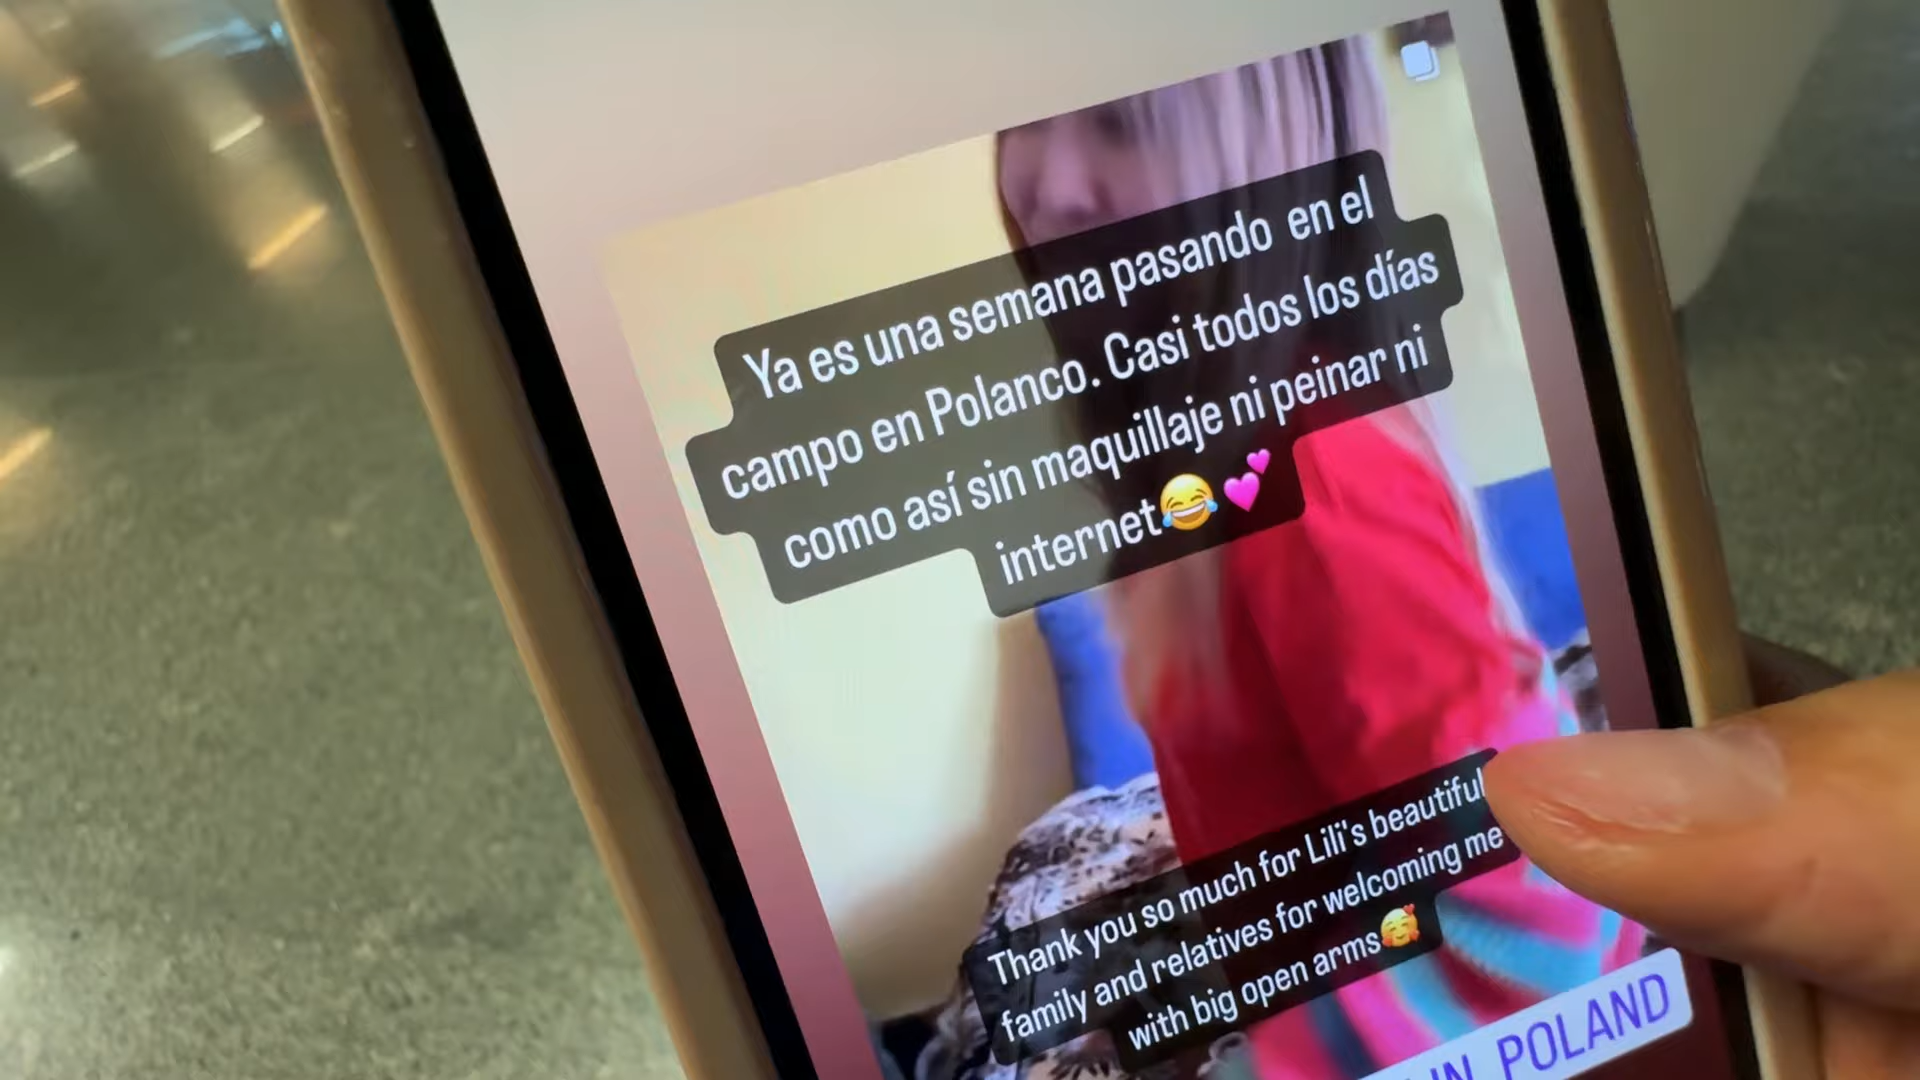 Ya es una semana pasando en el
campo en Polanco. Casi todos los días
como así sin maquillaje ni peinar ni
internet😂💕
Thank you so much for Lili's beautiful
family and relatives for welcoming me
with big open arms🥰
IN POLAND